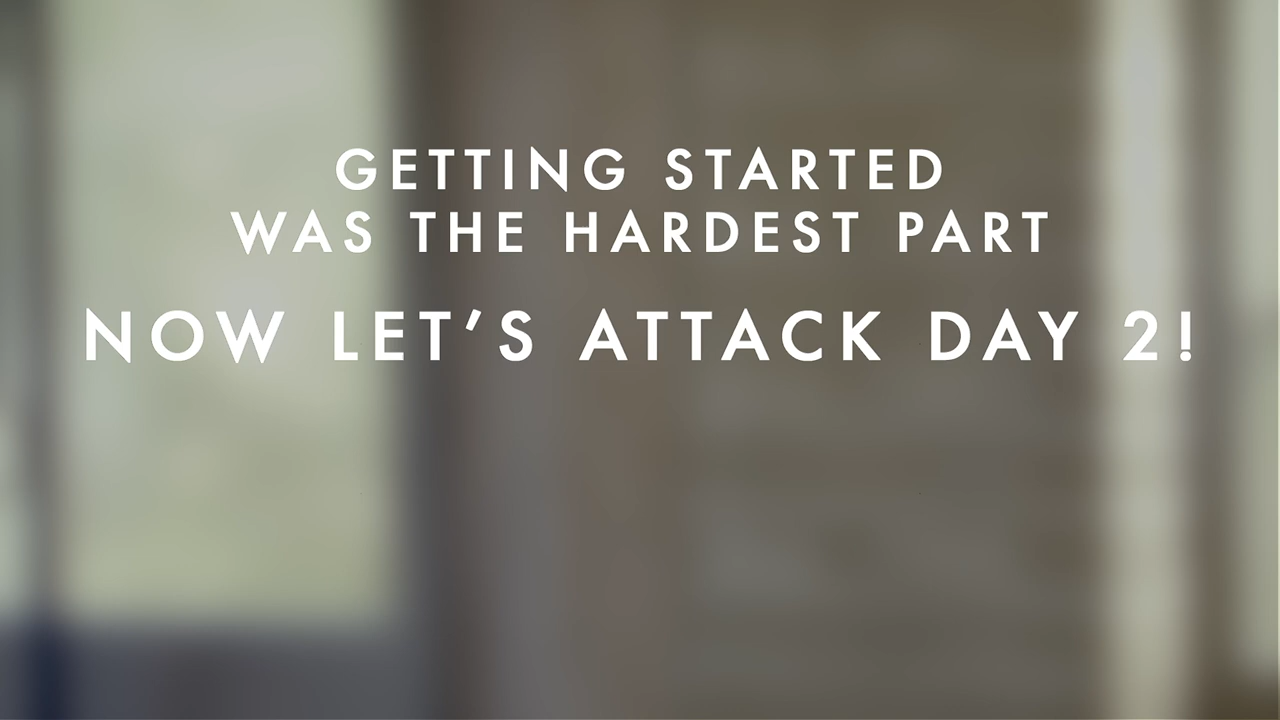 GETTING STARTED
WAS THE HARDEST PART
NOW LET’S ATTACK DAY 2!